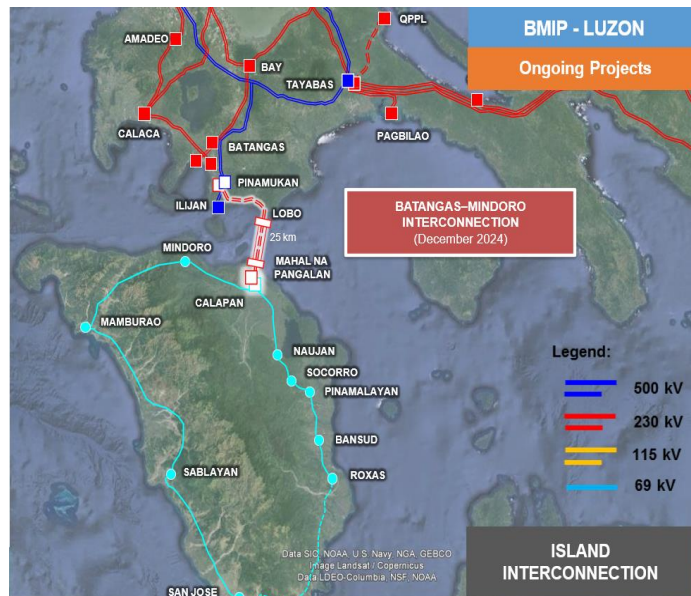 QPPL
BMIP - LUZON
AMADEO
BAY
TAYABAS
Ongoing Projects
CALACA
PAGBILAO
BATANGAS
PINAMUKAN
ILIJAN
LOBO
BATANGAS–MINDORO
INTERCONNECTION
(December 2024)
25 km
MINDORO
MAHAL NA
PANGALAN
CALAPAN
MAMBURAO
NAUJAN
Legend:
SOCORRO
PINAMALAYAN
500 kV
230 kV
BANSUD
115 kV
SABLAYAN
ROXAS
69 kV
Data SIO, NOAA, U.S. Navy, NGA, GEBCO
Image Landsat / Copernicus
Data LDEO-Columbia, NSF, NOAA
ISLAND
INTERCONNECTION
SAN JOSE